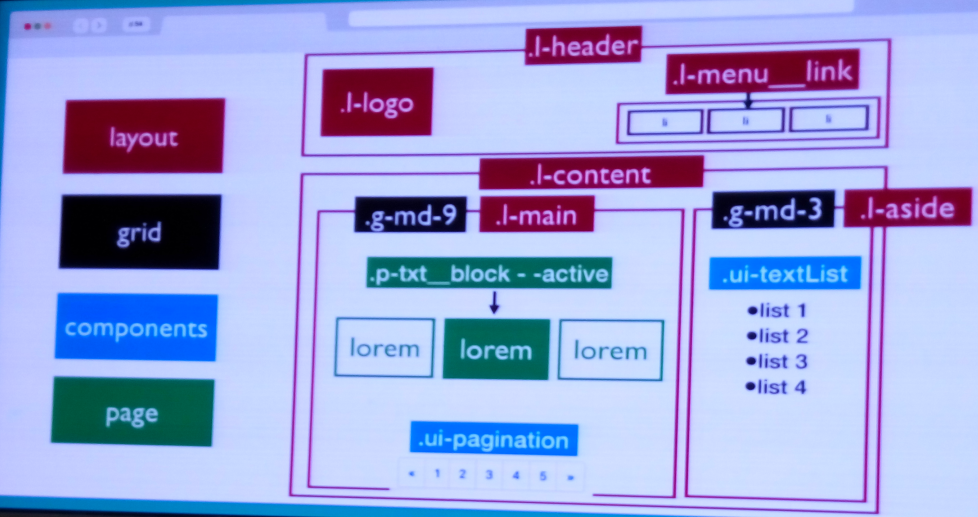 layout
grid
components
page
.l-header
.l-logo
.l-menu__link
li li li
.l-content
.g-md-9 .l-main
.p-txt__block - -active
lorem lorem lorem
.ui-pagination
« 1 2 3 4 5 »
.g-md-3 .l-aside
.ui-textList
•list 1
•list 2
•list 3
•list 4